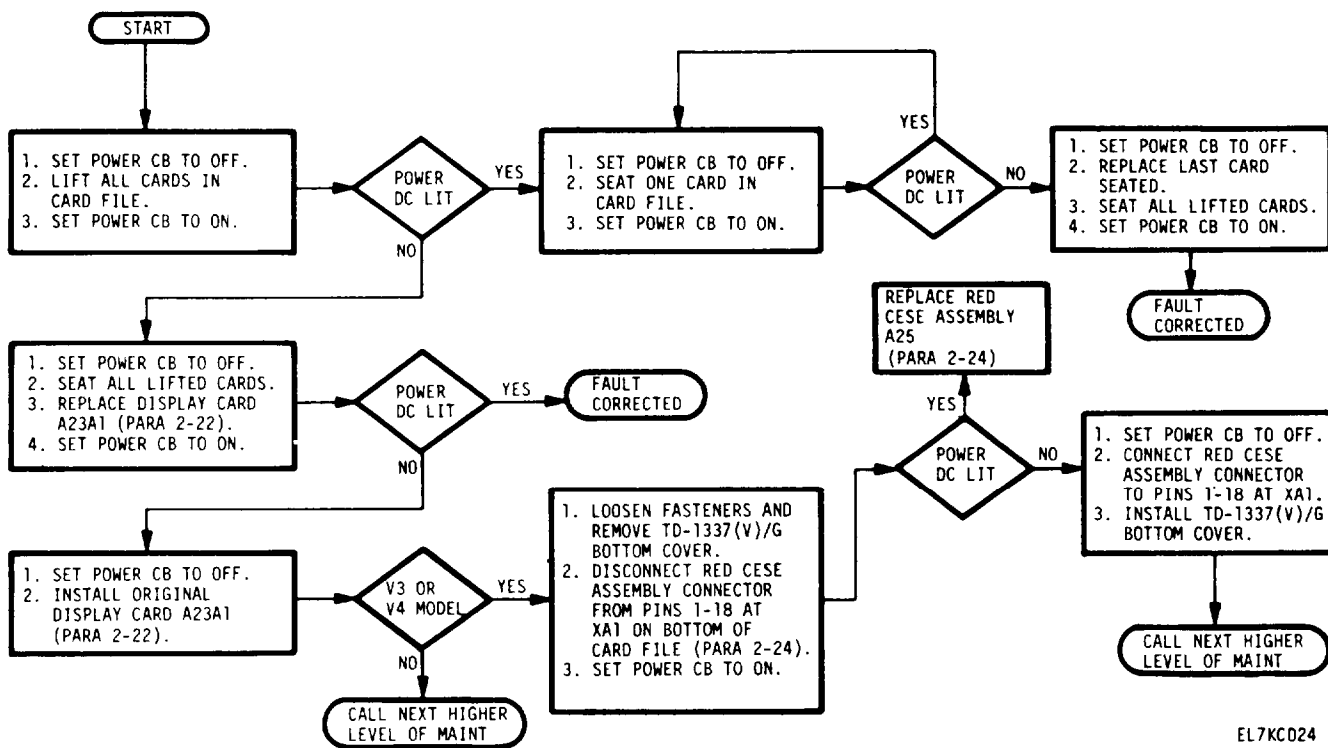 START
1. SET POWER CB TO OFF.
2. LIFT ALL CARDS IN
CARD FILE.
3. SET POWER CB TO ON.
POWER
DC LIT
YES
NO
1. SET POWER CB TO OFF.
2. SEAT ONE CARD IN
CARD FILE.
3. SET POWER CB TO ON.
YES
POWER
DC LIT
NO
1. SET POWER CB TO OFF.
2. REPLACE LAST CARD
SEATED.
3. SEAT ALL LIFTED CARDS.
4. SET POWER CB TO ON.
FAULT
CORRECTED
1. SET POWER CB TO OFF.
2. SEAT ALL LIFTED CARDS.
3. REPLACE DISPLAY CARD
A23A1 (PARA 2-22).
4. SET POWER CB TO ON.
POWER
DC LIT
YES
NO
FAULT
CORRECTED
1. SET POWER CB TO OFF.
2. INSTALL ORIGINAL
DISPLAY CARD A23A1
(PARA 2-22).
V3 OR
V4 MODEL
YES
NO
CALL NEXT HIGHER
LEVEL OF MAINT
1. LOOSEN FASTENERS AND
REMOVE TD-1337(V)/G
BOTTOM COVER.
2. DISCONNECT RED CESE
ASSEMBLY CONNECTOR
FROM PINS 1-18 AT
XA1 ON BOTTOM OF
CARD FILE (PARA 2-24).
3. SET POWER CB TO ON.
REPLACE RED
CESE ASSEMBLY
A25
(PARA 2-24)
YES
POWER
DC LIT
NO
1. SET POWER CB TO OFF.
2. CONNECT RED CESE
ASSEMBLY CONNECTOR
TO PINS 1-18 AT XA1.
3. INSTALL TD-1337(V)/G
BOTTOM COVER.
CALL NEXT HIGHER
LEVEL OF MAINT
EL7KC024